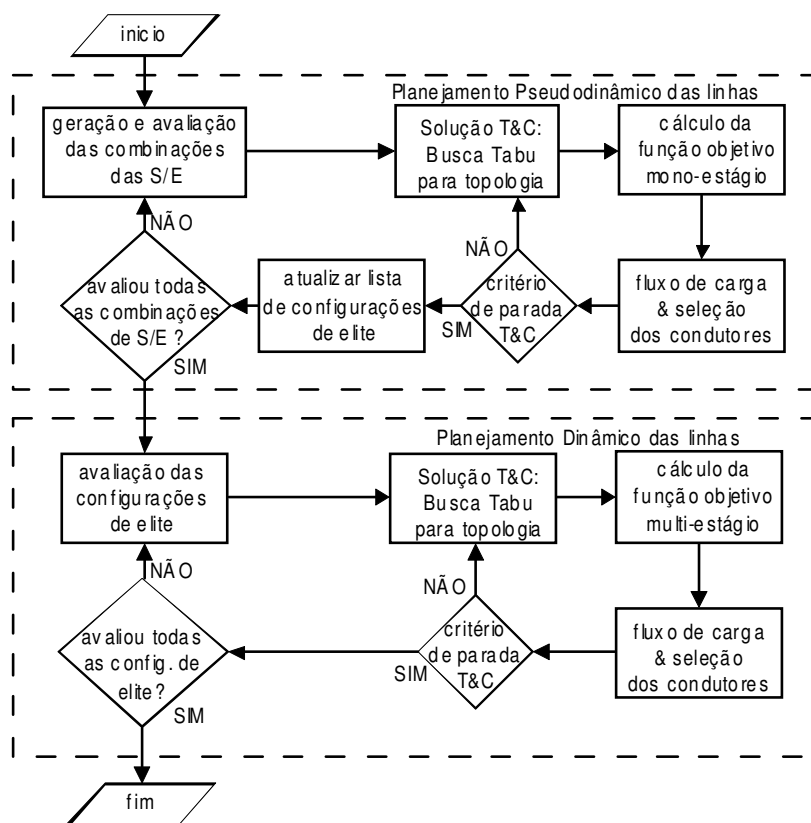 inicio
Planejamento Pseudodinâmico das linhas
geração e avaliação
das combinações
das S/E
Solução T&C:
Busca Tabu
para topologia
cálculo da
função objetivo
mono-estágio
NÃO
NÃO
avaliou todas
as combinações
de S/E ?
atualizar lista
de configurações
de elite
critério
de parada
T&C
fluxo de carga
& seleção
dos condutores
SIM
SIM
Planejamento Dinâmico das linhas
avaliação das
configurações
de elite
Solução T&C:
Busca Tabu
para topologia
cálculo da
função objetivo
multi-estágio
NÃO
NÃO
avaliou todas
as config. de
elite?
critério
de parada
T&C
fluxo de carga
& seleção
dos condutores
SIM
SIM
fim